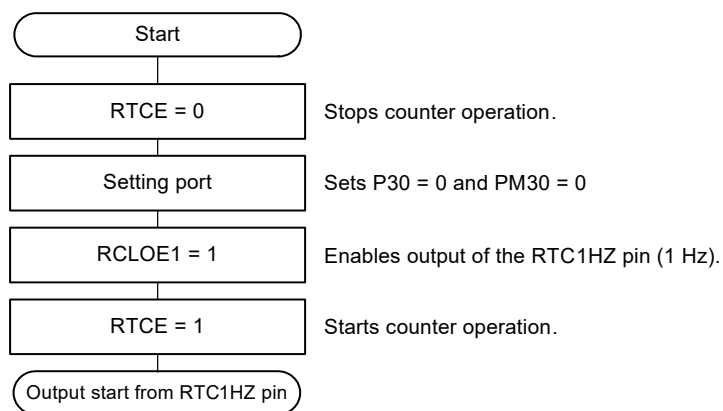 Start
RTCE = 0 Stops counter operation.
Setting port Sets P30 = 0 and PM30 = 0
RCLOE1 = 1 Enables output of the RTC1HZ pin (1 Hz).
RTCE = 1 Starts counter operation.
Output start from RTC1HZ pin